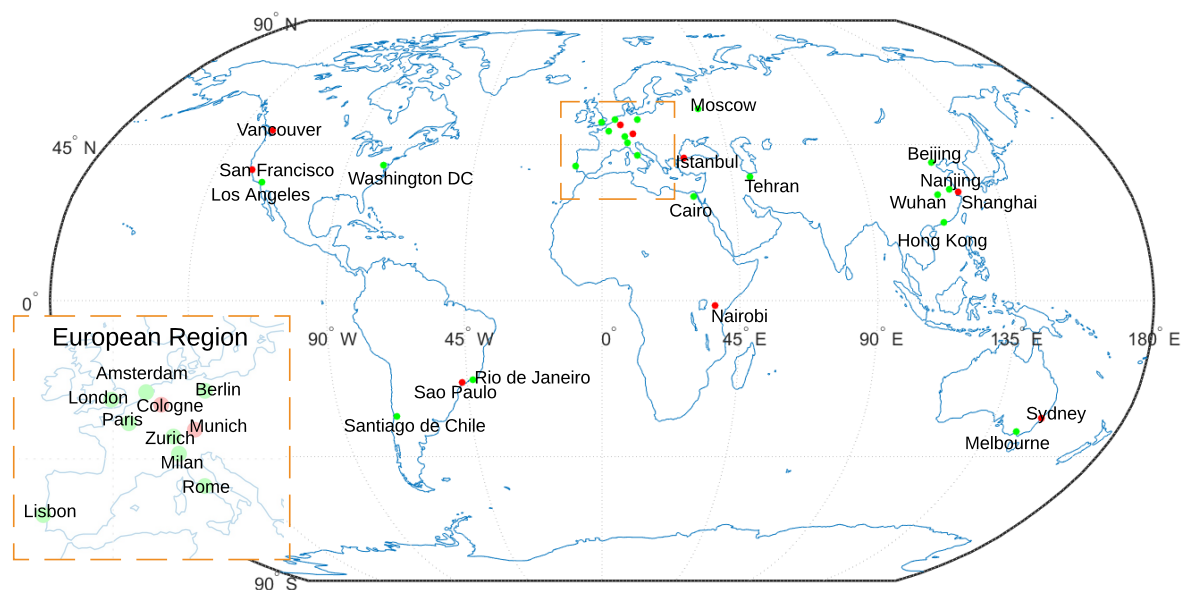 90° N
Moscow
Vancouver
45° N
San Francisco
Washington DC
Los Angeles
Istanbul
Tehran
Cairo
Beijing
Nanjing
Wuhan
Shanghai
Hong Kong
0°
Nairobi
90° W
45° W
0
45° E
90° E
135° E
180° E
Rio de Janeiro
Sao Paulo
Santiago de Chile
Sydney
Melbourne
European Region
Amsterdam
Berlin
London
Cologne
Paris
Munich
Zurich
Milan
Rome
Lisbon
90° S